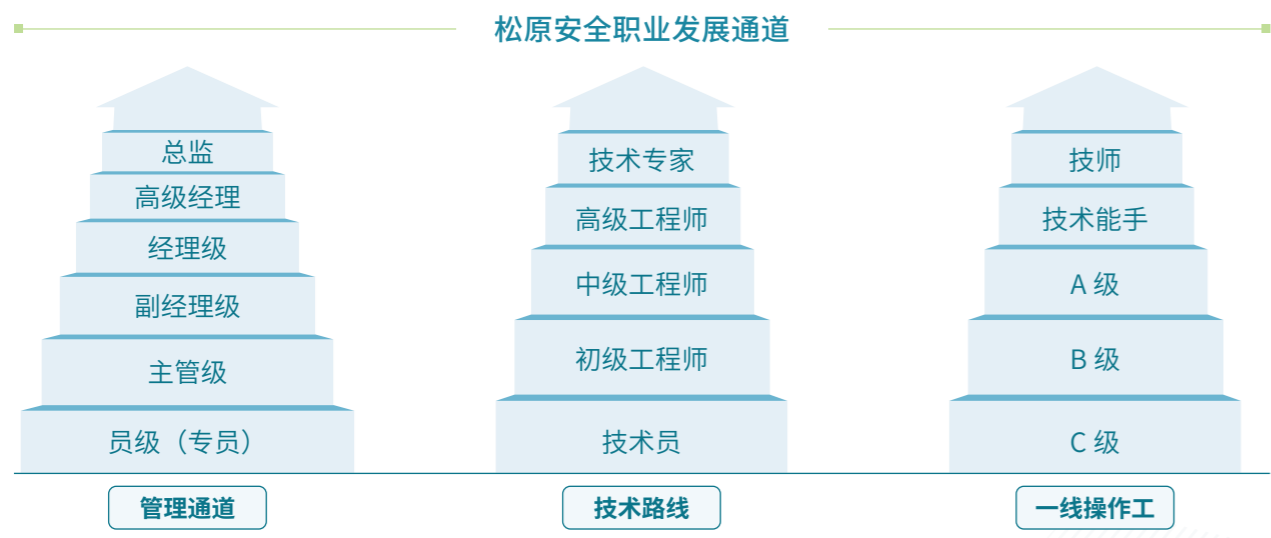 松原安全职业发展通道
总监
高级经理
经理级
副经理级
主管级
员级（专员）
管理通道
技术专家
高级工程师
中级工程师
初级工程师
技术员
技术路线
技师
技术能手
A 级
B 级
C 级
一线操作工